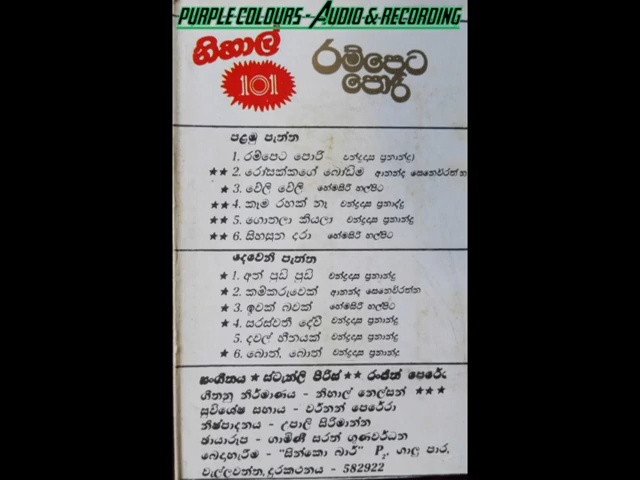 PURPLE COLOURS - AUDIO & RECORDING
නිහාල්
101
රම්පෙට
පොරි
පළමු පැත්ත
1. රම්පෙට පොරි චන්ද්‍රදාස ප්‍රනාන්දු
★★ 2. රෝසක්කගේ බෝඩිම ආනන්ද සෙනෙවිරත්න
★ 3. වේලි වේලි හේමසිරි හල්පිට
★★ 4. කෑම රහක් නෑ චන්ද්‍රදාස ප්‍රනාන්දු
★★ 5. ගොතලා කියලා චන්ද්‍රදාස ප්‍රනාන්දු
★★ 6. සිහසුන දරා හේමසිරි හල්පිට
දෙවෙනි පැත්ත
★ 1. අත් පුඩි පුඩි චන්ද්‍රදාස ප්‍රනාන්දු
★ 2. කම්කරුවෙක් ආනන්ද සෙනෙවිරත්න
★ 3. ඉවක් බවක් හේමසිරි හල්පිට
★ 4. සරස්වතී දේවී චන්ද්‍රදාස ප්‍රනාන්දු
5. දවල් හීනයක් චන්ද්‍රදාස ප්‍රනාන්දු
★ 6. බොත්, බොත් චන්ද්‍රදාස ප්‍රනාන්දු
සංගීතය ★ ස්ටැන්ලි පීරිස් ★★ රංජිත් පෙරේරා
ගීතනු නිර්මාණය - නිහාල් නෙල්සන් ★★★
සුවිශේෂ සහාය - වර්නන් පෙරේරා
නිෂ්පාදනය - උපාලි සිරිමාන්න
ඡායාරූප - ගාමිණී සරත් ගුණවර්ධන
බෙදාහැරීම - "සින්කො බාර්" P2, ගාලු පාර,
වැල්ලවත්ත, දුරකථනය - 582922